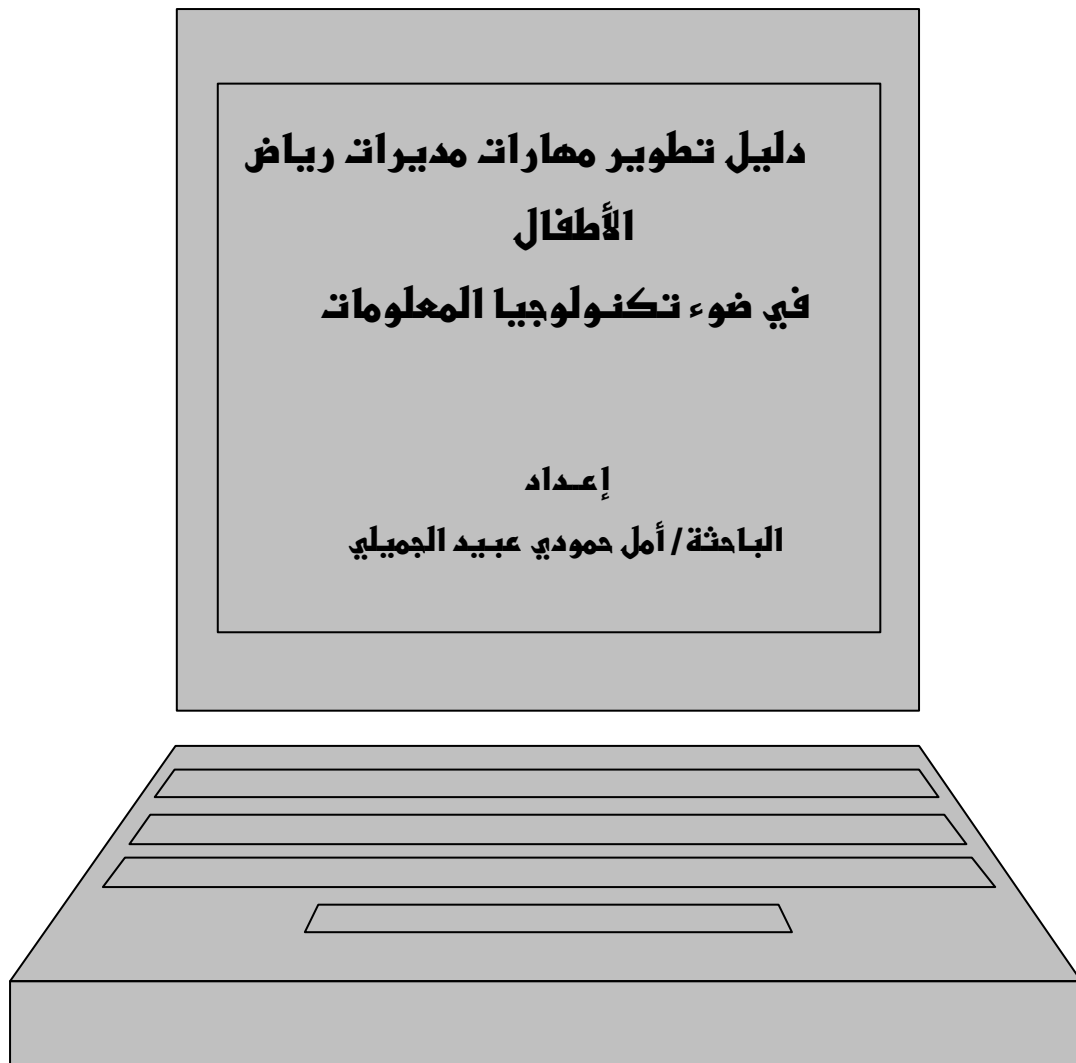 دليل تطوير مهارات مديرات رياض
الأطفال
في ضوء تكنولوجيا المعلومات
إعداد
الباحثة/ أمل حمودي عبيد الجميلي